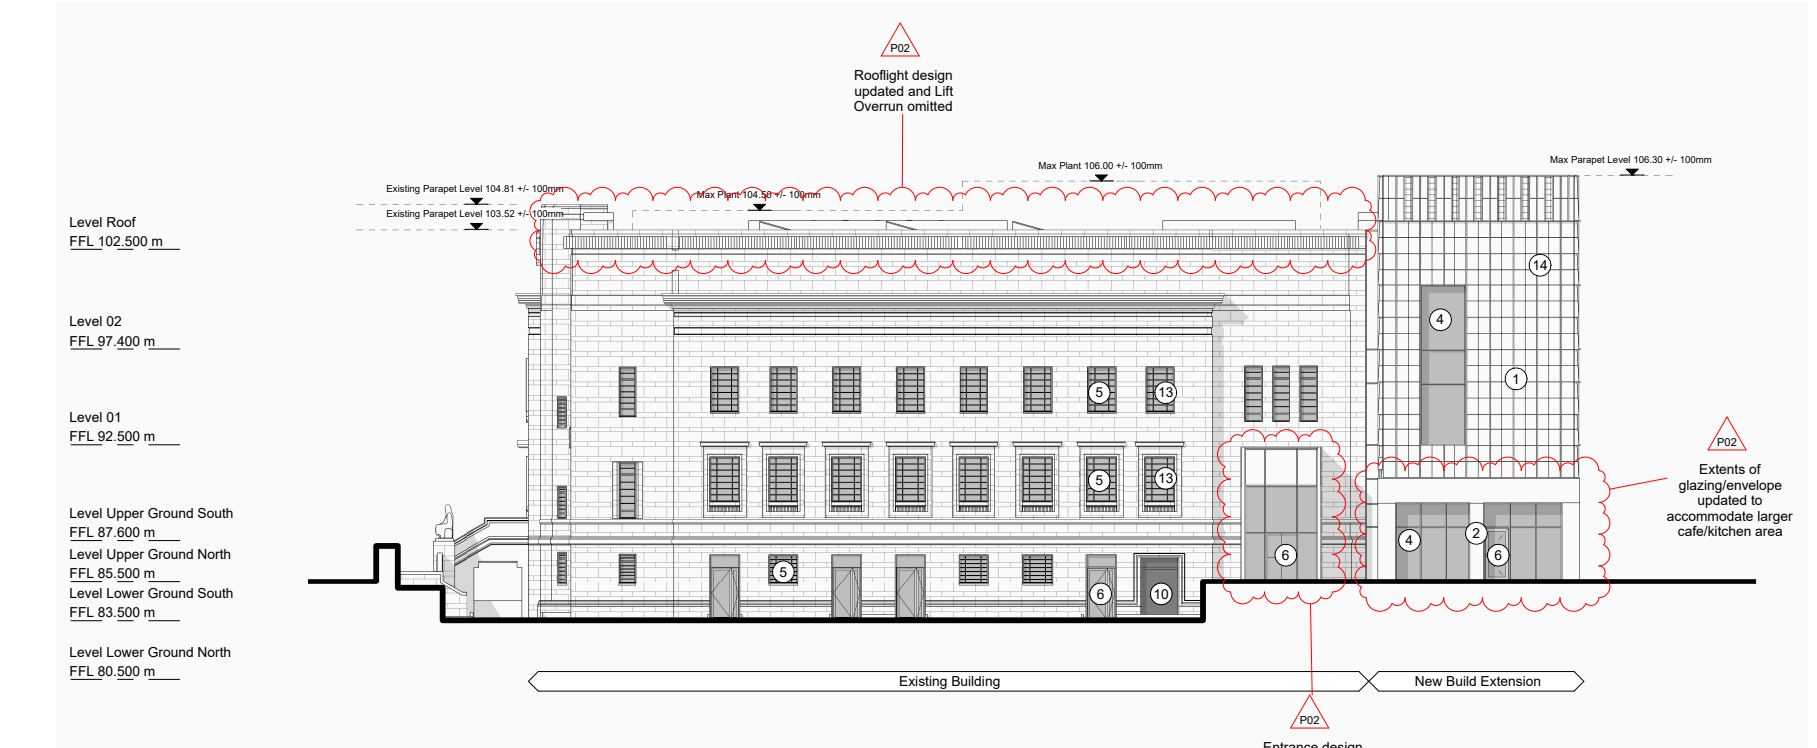 P02
Rooflight design
updated and Lift
Overrun omitted
Max Parapet Level 106.30 +/- 100mm
Max Plant 106.00 +/- 100mm
Existing Parapet Level 104.81 +/- 100mm
Max Plant 104.50 +/- 100mm
Existing Parapet Level 103.52 +/- 100mm
Level Roof
FFL 102.500 m
14
Level 02
FFL 97.400 m
4
1
5
13
Level 01
FFL 92.500 m
P02
Extents of
glazing/envelope
updated to
accommodate larger
cafe/kitchen area
5
13
Level Upper Ground South
FFL 87.600 m
Level Upper Ground North
FFL 85.500 m
5
6
4
2
6
Level Lower Ground South
FFL 83.500 m
6
10
Level Lower Ground North
FFL 80.500 m
Existing Building
New Build Extension
P02
Entrance design